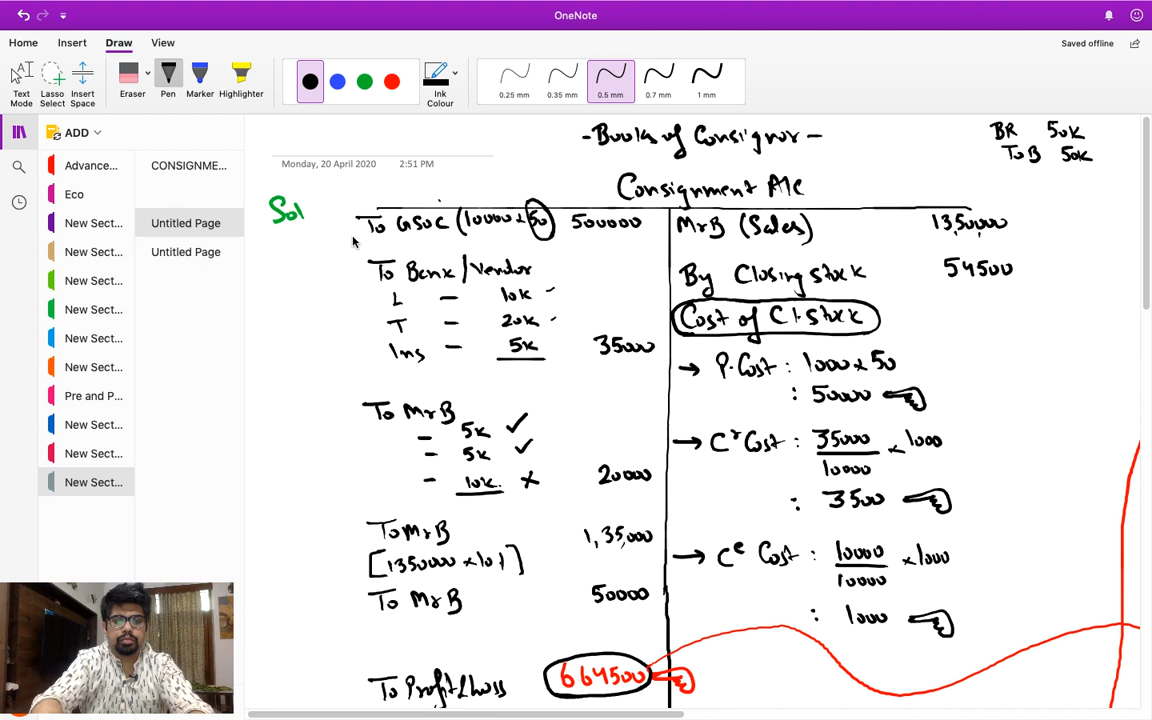 OneNote
Home Insert Draw View
Saved offline
Text Mode
Lasso Select
Insert Space
Eraser
Pen
Marker
Highlighter
Ink Colour
0.25 mm 0.35 mm 0.5 mm 0.7 mm 1 mm
ADD
Advance...
Eco
New Sect...
New Sect...
New Sect...
New Sect...
New Sect...
New Sect...
Pre and P...
New Sect...
New Sect...
New Sect...
CONSIGNME...
Untitled Page
Untitled Page
Monday, 20 April 2020 2:51 PM
- Books of Consignor -
BR 50K
To B 50K
Consignment A/c
Sol
To GSOC (10000 x 50) 500000
To Bank/Vendor
L - 10K -
T - 20K -
Ins - 5K 35000
To Mr B
- 5K ✓
- 5K ✓
- 10K. x 20000
To Mr B 1,35,000
[1350000 x 10%]
To Mr B 50000
To Profit & Loss 664500
Mr B (Sales) 13,50,000
By Closing stock 54500
Cost of Cl. stock
→ P. Cost : 1000 x 50
: 50000
→ Cʳ Cost : 35000 x 1000
10000
: 3500
→ Cᵉ Cost : 10000 x 1000
10000
: 1000